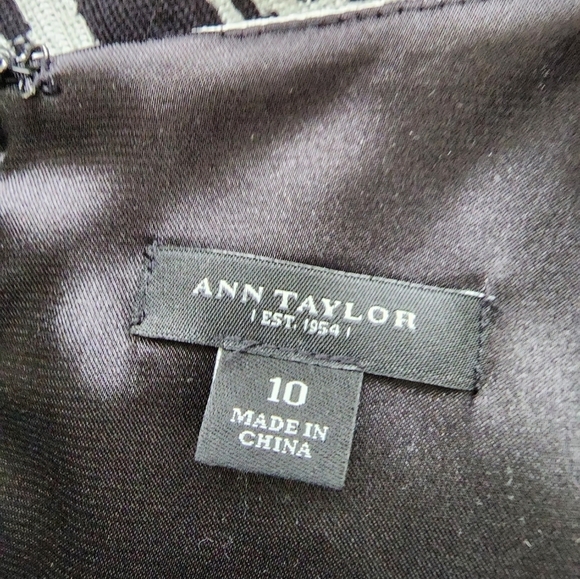 ANN TAYLOR
| EST. 1954 |
10
MADE IN
CHINA